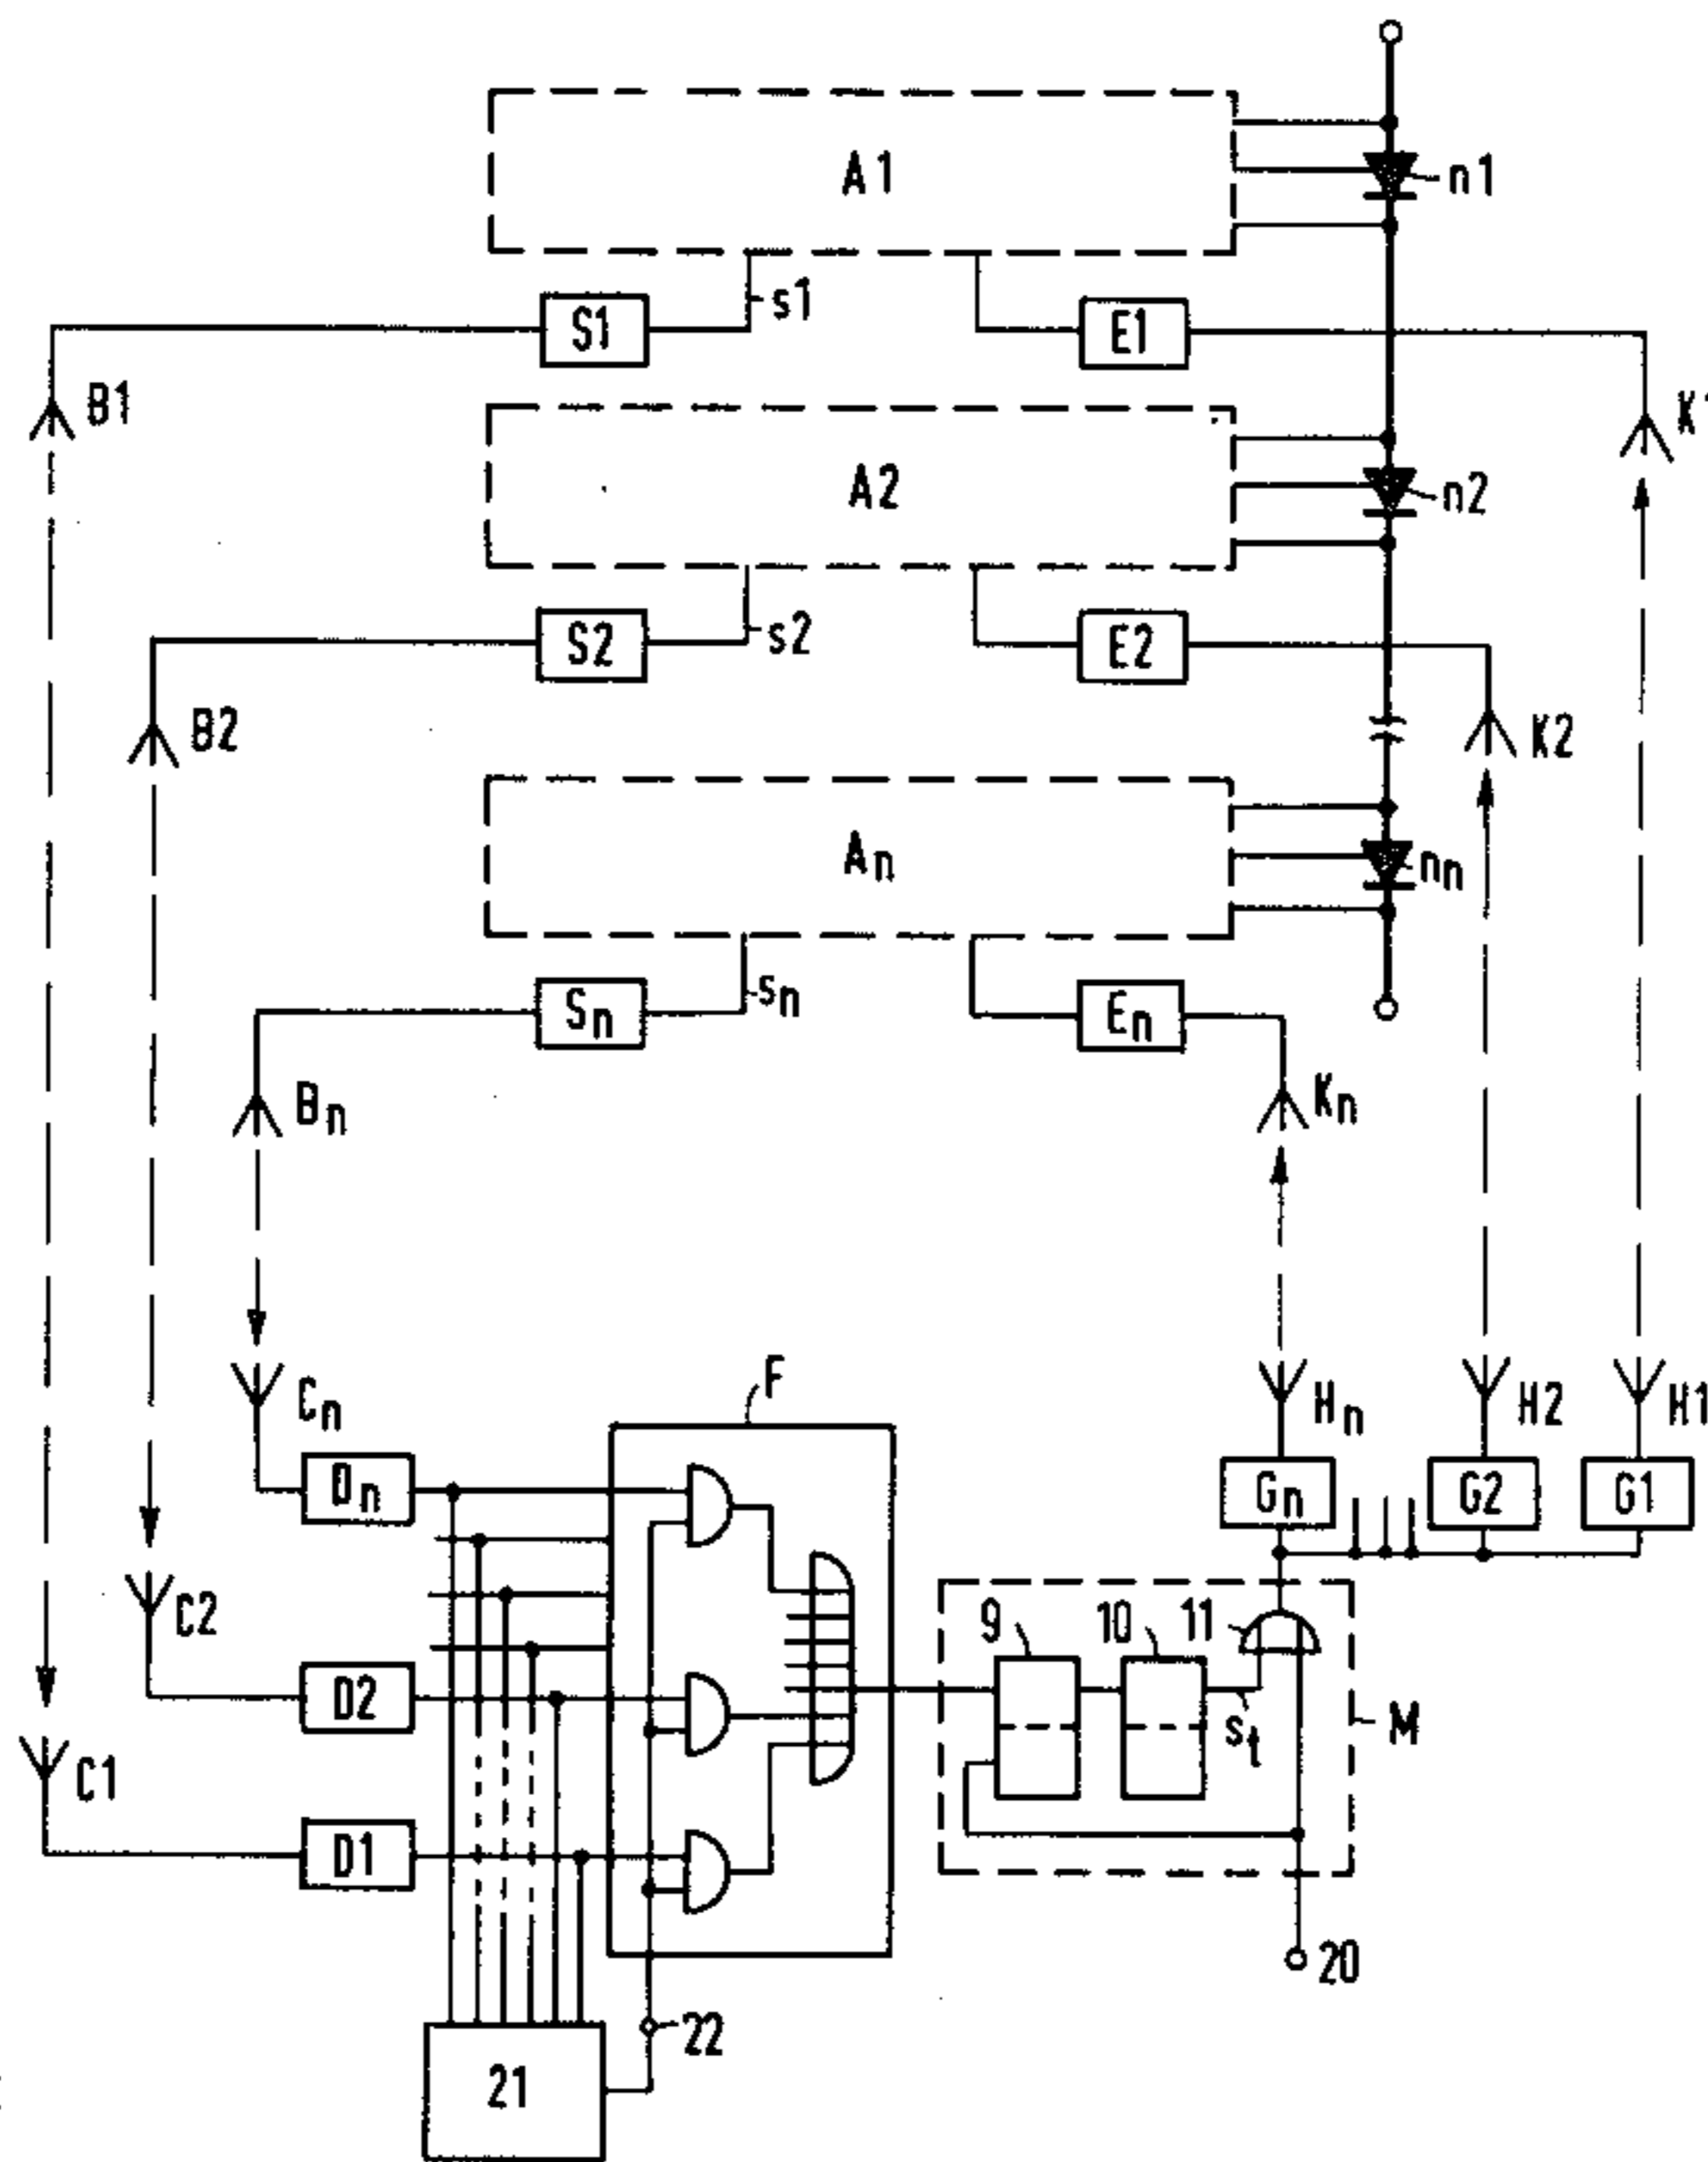 A1
n1
s1
S1
E1
B1
K1
A2
n2
s2
S2
E2
B2
K2
An
nn
sn
Sn
En
Bn
Kn
F
Cn
Hn
H2
H1
Dn
Gn
G2
G1
C2
9
10
11
D2
st
M
C1
D1
20
22
21